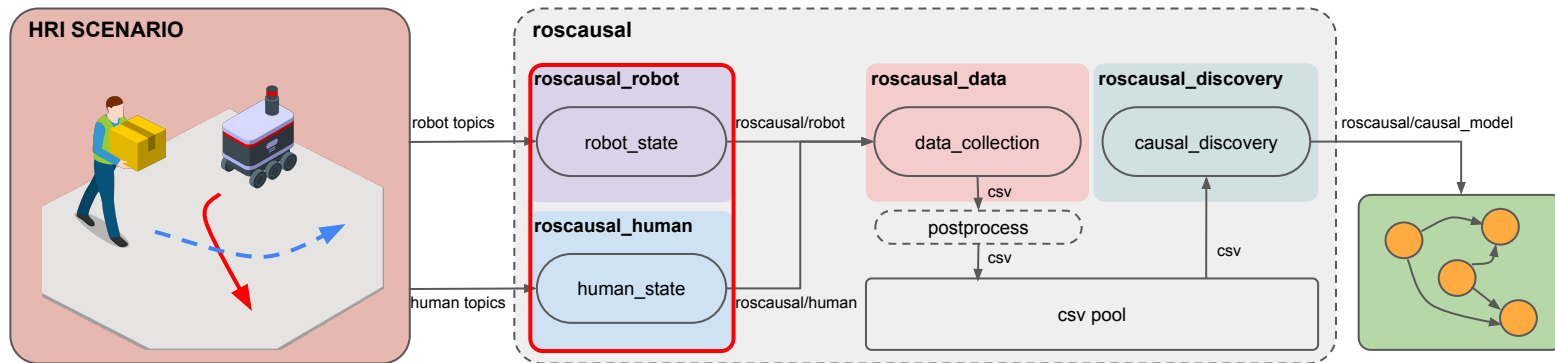 HRI SCENARIO
robot topics
human topics
roscausal
roscausal_robot
robot_state
roscausal_human
human_state
roscausal/robot
roscausal/human
roscausal_data
data_collection
csv
postprocess
csv
csv pool
roscausal_discovery
causal_discovery
csv
roscausal/causal_model